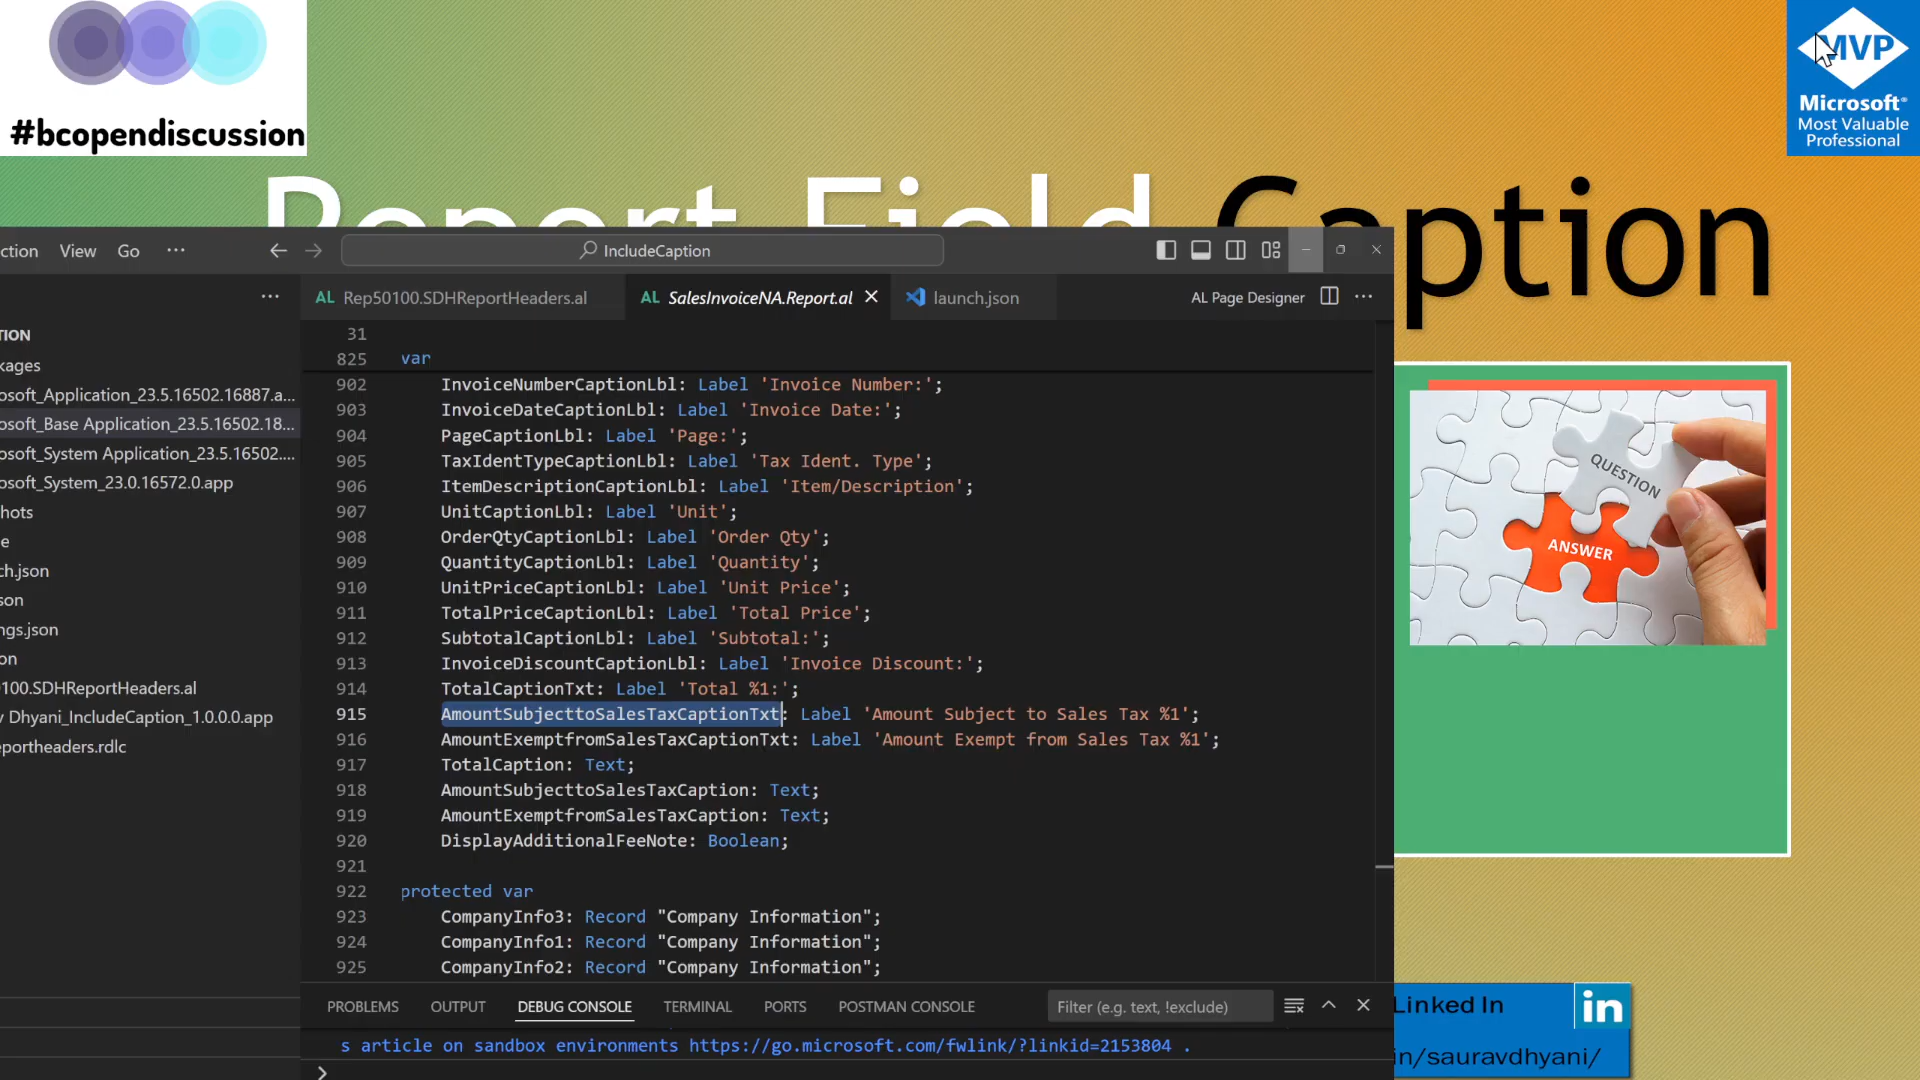 #bcopendiscussion
MVP
Microsoft®
Most Valuable
Professional
Report Field Caption
ction View Go ···
IncludeCaption
Rep50100.SDHReportHeaders.al
SalesInvoiceNA.Report.al
launch.json
AL Page Designer
TION
kages
osoft_Application_23.5.16502.16887.a...
osoft_Base Application_23.5.16502.18...
osoft_System Application_23.5.16502....
osoft_System_23.0.16572.0.app
hots
e
ch.json
son
ngs.json
on
100.SDHReportHeaders.al
y Dhyani_IncludeCaption_1.0.0.0.app
eportheaders.rdlc
31
825 var
902 InvoiceNumberCaptionLbl: Label 'Invoice Number:';
903 InvoiceDateCaptionLbl: Label 'Invoice Date:';
904 PageCaptionLbl: Label 'Page:';
905 TaxIdentTypeCaptionLbl: Label 'Tax Ident. Type';
906 ItemDescriptionCaptionLbl: Label 'Item/Description';
907 UnitCaptionLbl: Label 'Unit';
908 OrderQtyCaptionLbl: Label 'Order Qty';
909 QuantityCaptionLbl: Label 'Quantity';
910 UnitPriceCaptionLbl: Label 'Unit Price';
911 TotalPriceCaptionLbl: Label 'Total Price';
912 SubtotalCaptionLbl: Label 'Subtotal:';
913 InvoiceDiscountCaptionLbl: Label 'Invoice Discount:';
914 TotalCaptionTxt: Label 'Total %1:';
915 AmountSubjecttoSalesTaxCaptionTxt: Label 'Amount Subject to Sales Tax %1';
916 AmountExemptfromSalesTaxCaptionTxt: Label 'Amount Exempt from Sales Tax %1';
917 TotalCaption: Text;
918 AmountSubjecttoSalesTaxCaption: Text;
919 AmountExemptfromSalesTaxCaption: Text;
920 DisplayAdditionalFeeNote: Boolean;
921
922 protected var
923 CompanyInfo3: Record "Company Information";
924 CompanyInfo1: Record "Company Information";
925 CompanyInfo2: Record "Company Information";
PROBLEMS OUTPUT DEBUG CONSOLE TERMINAL PORTS POSTMAN CONSOLE
Filter (e.g. text, !exclude)
s article on sandbox environments https://go.microsoft.com/fwlink/?linkid=2153804 .
QUESTION
ANSWER
Linked In
in
in/sauravdhyani/